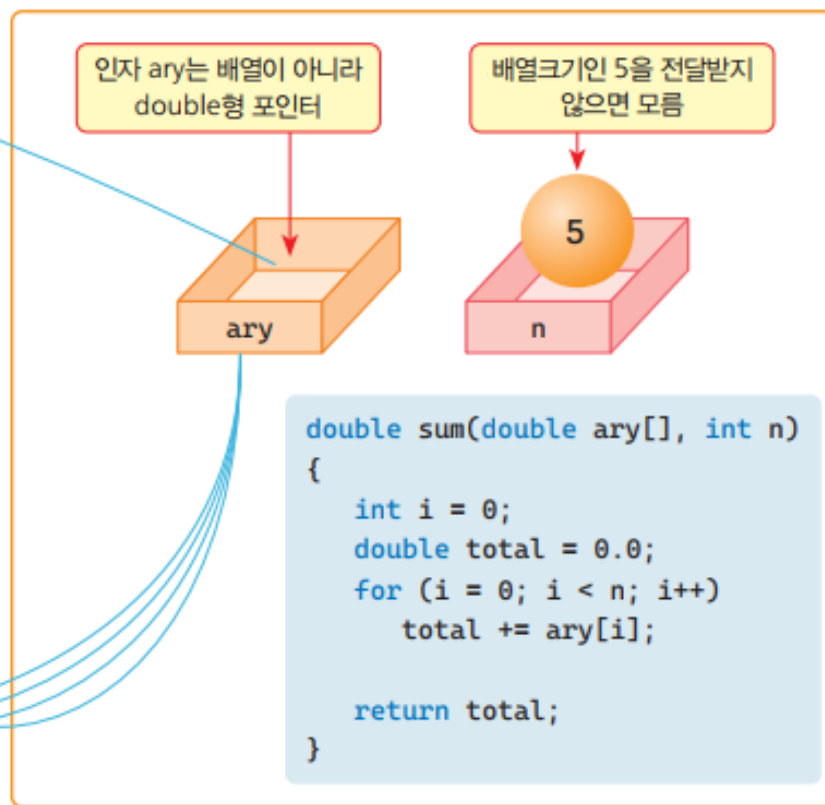 인자 ary는 배열이 아니라
double형 포인터
배열크기인 5을 전달받지
않으면 모름
5
ary
n
double sum(double ary[], int n)
{
   int i = 0;
   double total = 0.0;
   for (i = 0; i < n; i++)
      total += ary[i];

   return total;
}